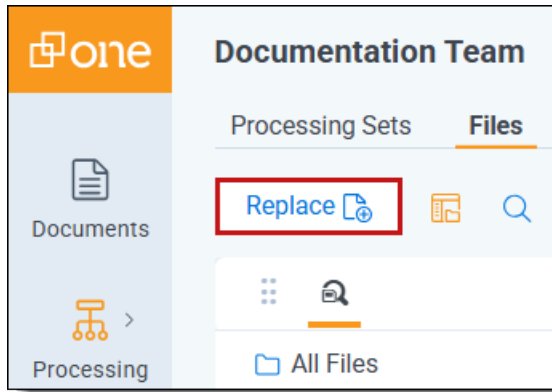 one
Documentation Team
Processing Sets
Files
Replace
Documents
Processing
All Files